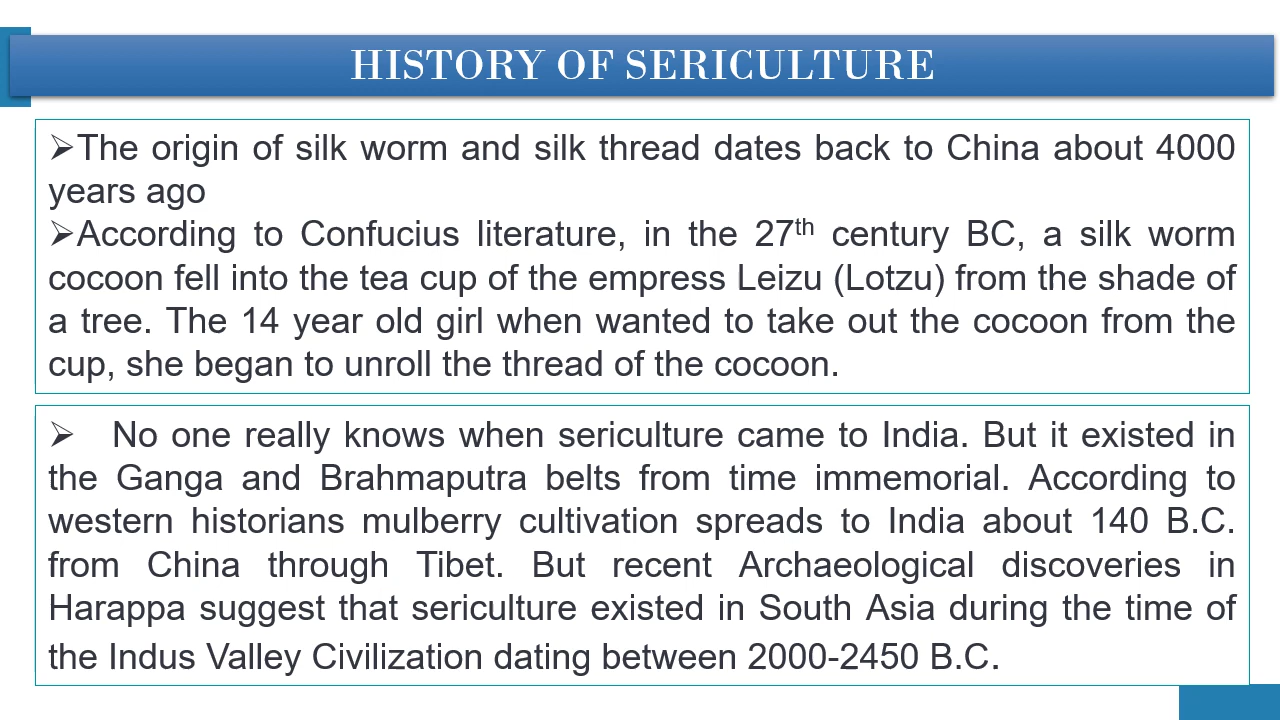 HISTORY OF SERICULTURE
➢The origin of silk worm and silk thread dates back to China about 4000
years ago
➢According to Confucius literature, in the 27th century BC, a silk worm
cocoon fell into the tea cup of the empress Leizu (Lotzu) from the shade of
a tree. The 14 year old girl when wanted to take out the cocoon from the
cup, she began to unroll the thread of the cocoon.
➢ No one really knows when sericulture came to India. But it existed in
the Ganga and Brahmaputra belts from time immemorial. According to
western historians mulberry cultivation spreads to India about 140 B.C.
from China through Tibet. But recent Archaeological discoveries in
Harappa suggest that sericulture existed in South Asia during the time of
the Indus Valley Civilization dating between 2000-2450 B.C.